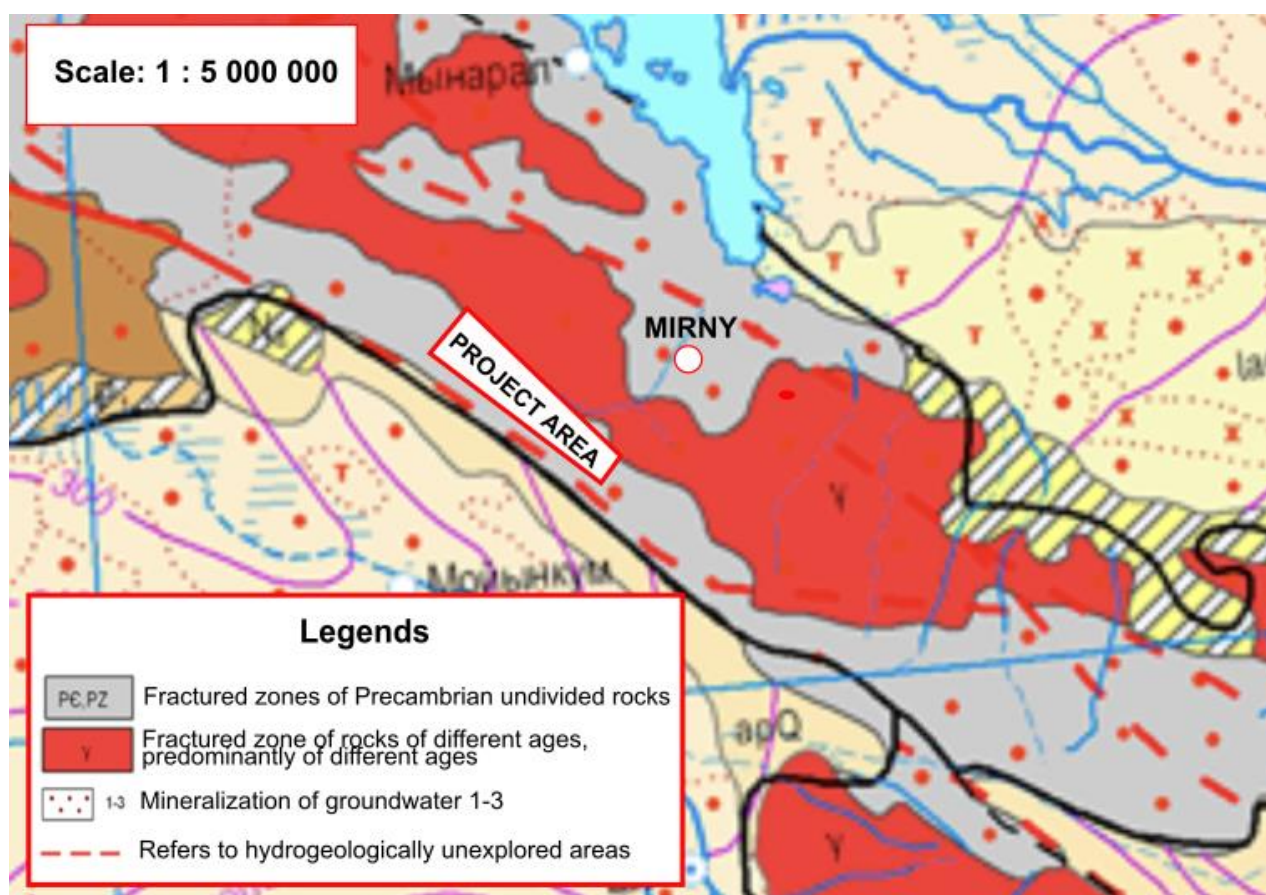 Scale: 1 : 5 000 000
Мынарал
MIRNY
PROJECT AREA
300
Мойынкум
γ
apQ
γ
Legends
PЄ,PZ Fractured zones of Precambrian undivided rocks
γ Fractured zone of rocks of different ages,
predominantly of different ages
1-3 Mineralization of groundwater 1-3
Refers to hydrogeologically unexplored areas